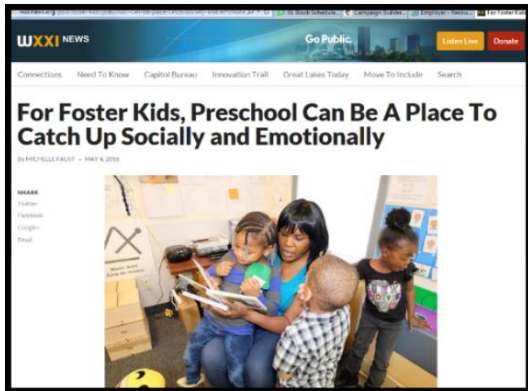 WXXI NEWS
Go Public.
Listen Live
Donate
Connections Need To Know Capitol Bureau Innovation Trail Great Lakes Today Move To Include Search
For Foster Kids, Preschool Can Be A Place To
Catch Up Socially and Emotionally
By MICHELLE FAUST • MAY 6, 2016
SHARE
Twitter
Facebook
Google+
Email